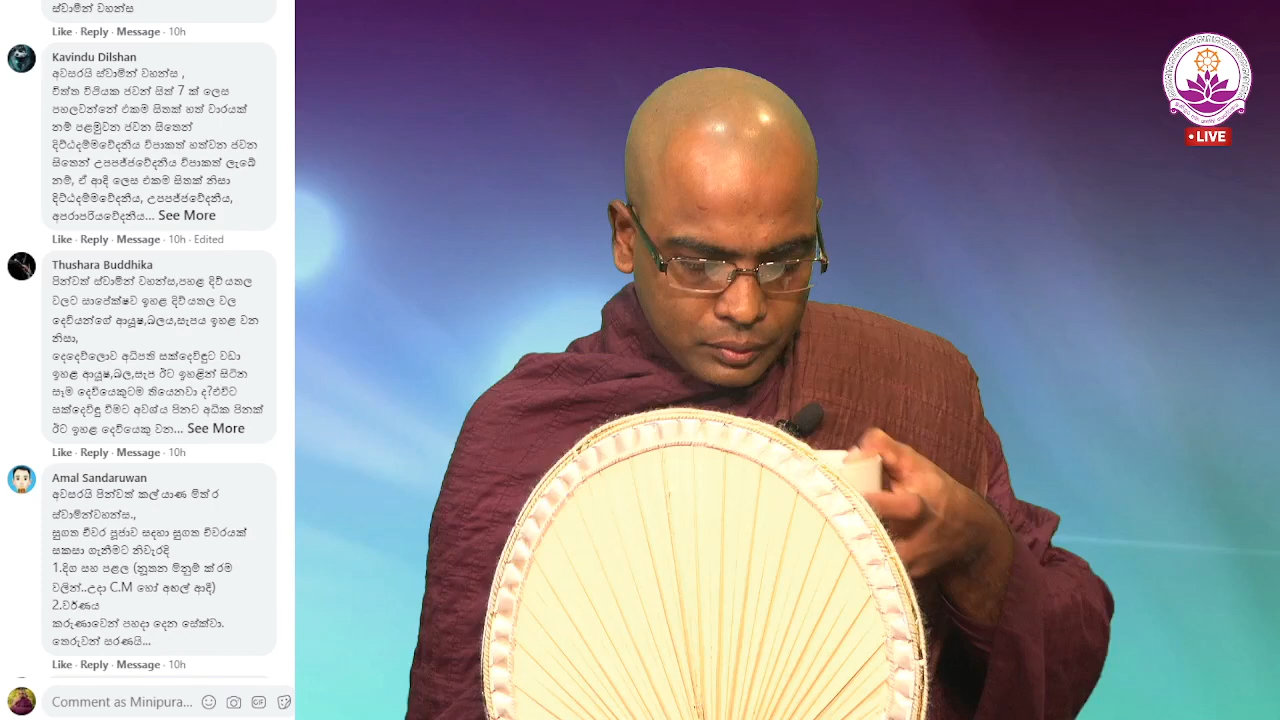 ස්වාමීන් වහන්ස
Like · Reply · Message · 10h
Kavindu Dilshan
අවසරයි ස්වාමීන් වහන්ස ,
චිත්ත වීථියක ජවන් සිත් 7 ක් ලෙස
පහලවන්නේ එකම සිතක් හත් වාරයක්
නම් පළමුවන ජවන සිතෙන්
දිට්ඨදම්මවේදනීය විපාකත් හත්වන ජවන
සිතෙන් උපපජ්ජවේදනීය විපාකත් ලැබේ
නම්, ඒ ආදී ලෙස එකම සිතක් නිසා
දිට්ඨදම්මවේදනීය, උපපජ්ජවේදනීය,
අපරාපරියවේදනීය... See More
Like · Reply · Message · 10h · Edited
Thushara Buddhika
පින්වත් ස්වාමින් වහන්ස,පහළ දිව්‍යතල
වලට සාපේක්ෂව ඉහළ දිව්‍යතල වල
දෙවියන්ගේ ආයූෂ,බලය,සැපය ඉහළ වන
නිසා,
දෙදෙව්ලොව අධිපති සක්දෙවිඳුට වඩා
ඉහළ ආයූෂ,බල,සැප ඊට ඉහළින් සිටින
සෑම දෙවියෙකුටම තියෙනවා ද?එවිට
සක්දෙවිඳු වීමට අවශ්‍ය පිනට අධික පිනක්
ඊට ඉහළ දෙවියෙකු වන... See More
Like · Reply · Message · 10h
Amal Sandaruwan
අවසරයි පින්වත් කල්‍යාණ මිත්‍ර
ස්වාමින්වහන්ස.,
සුගත චීවර පූජාව සදහා සුගත චීවරයක්
සකසා ගැනීමට නිවැරදි
1.දිග සහ පළල (නූතන මිනුම් ක්‍රම
වලින්..උදා C.M හෝ අඟල් ආදී)
2.වර්ණය
කරුණාවෙන් පහදා දෙන සේක්වා.
තෙරුවන් සරණයි...
Like · Reply · Message · 10h
Comment as Minipura...
GIF
LIVE